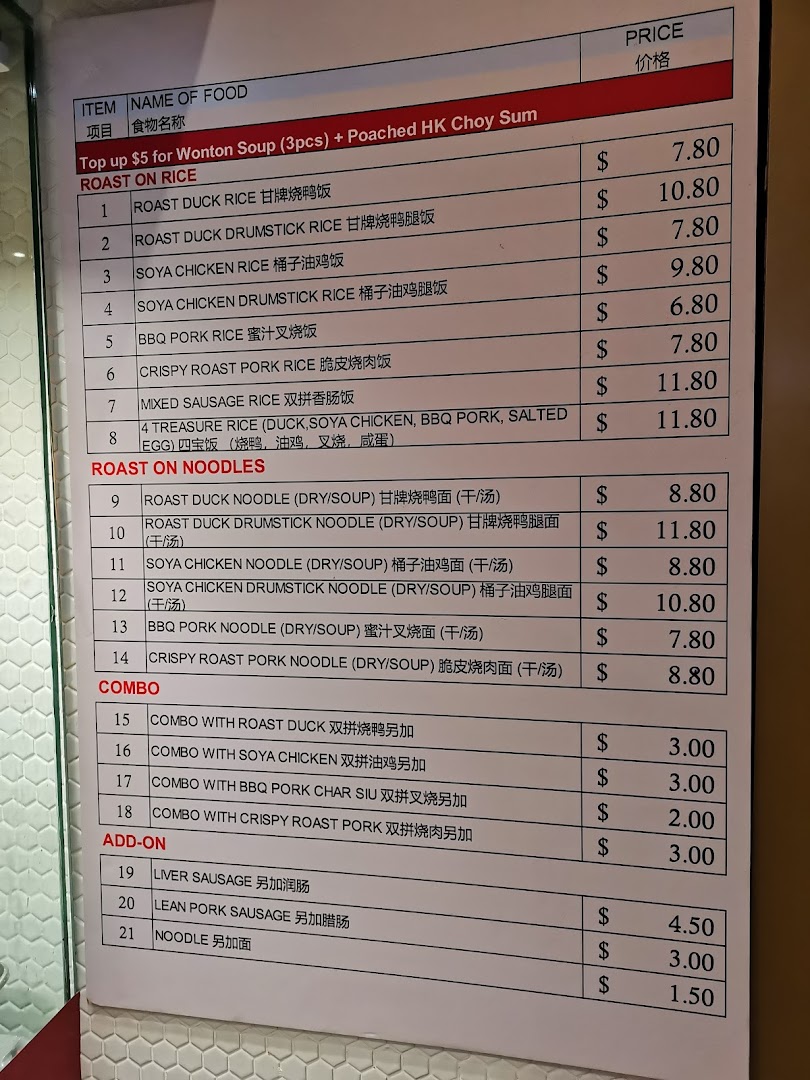 ITEM NAME OF FOOD PRICE
项目 食物名称 价格
Top up $5 for Wonton Soup (3pcs) + Poached HK Choy Sum
ROAST ON RICE
1 ROAST DUCK RICE 甘牌烧鸭饭 $ 7.80
2 ROAST DUCK DRUMSTICK RICE 甘牌烧鸭腿饭 $ 10.80
3 SOYA CHICKEN RICE 桶子油鸡饭 $ 7.80
4 SOYA CHICKEN DRUMSTICK RICE 桶子油鸡腿饭 $ 9.80
5 BBQ PORK RICE 蜜汁叉烧饭 $ 6.80
6 CRISPY ROAST PORK RICE 脆皮烧肉饭 $ 7.80
7 MIXED SAUSAGE RICE 双拼香肠饭 $ 11.80
8 4 TREASURE RICE (DUCK,SOYA CHICKEN, BBQ PORK, SALTED $ 11.80
EGG) 四宝饭 （烧鸭，油鸡，叉烧，咸蛋）
ROAST ON NOODLES
9 ROAST DUCK NOODLE (DRY/SOUP) 甘牌烧鸭面 (干/汤) $ 8.80
10 ROAST DUCK DRUMSTICK NOODLE (DRY/SOUP) 甘牌烧鸭腿面 $ 11.80
(干/汤)
11 SOYA CHICKEN NOODLE (DRY/SOUP) 桶子油鸡面 (干/汤) $ 8.80
12 SOYA CHICKEN DRUMSTICK NOODLE (DRY/SOUP) 桶子油鸡腿面 $ 10.80
(干/汤)
13 BBQ PORK NOODLE (DRY/SOUP) 蜜汁叉烧面 (干/汤) $ 7.80
14 CRISPY ROAST PORK NOODLE (DRY/SOUP) 脆皮烧肉面 (干/汤) $ 8.80
COMBO
15 COMBO WITH ROAST DUCK 双拼烧鸭另加 $ 3.00
16 COMBO WITH SOYA CHICKEN 双拼油鸡另加 $ 3.00
17 COMBO WITH BBQ PORK CHAR SIU 双拼叉烧另加 $ 2.00
18 COMBO WITH CRISPY ROAST PORK 双拼烧肉另加 $ 3.00
ADD-ON
19 LIVER SAUSAGE 另加润肠 $ 4.50
20 LEAN PORK SAUSAGE 另加腊肠 $ 3.00
21 NOODLE 另加面 $ 1.50